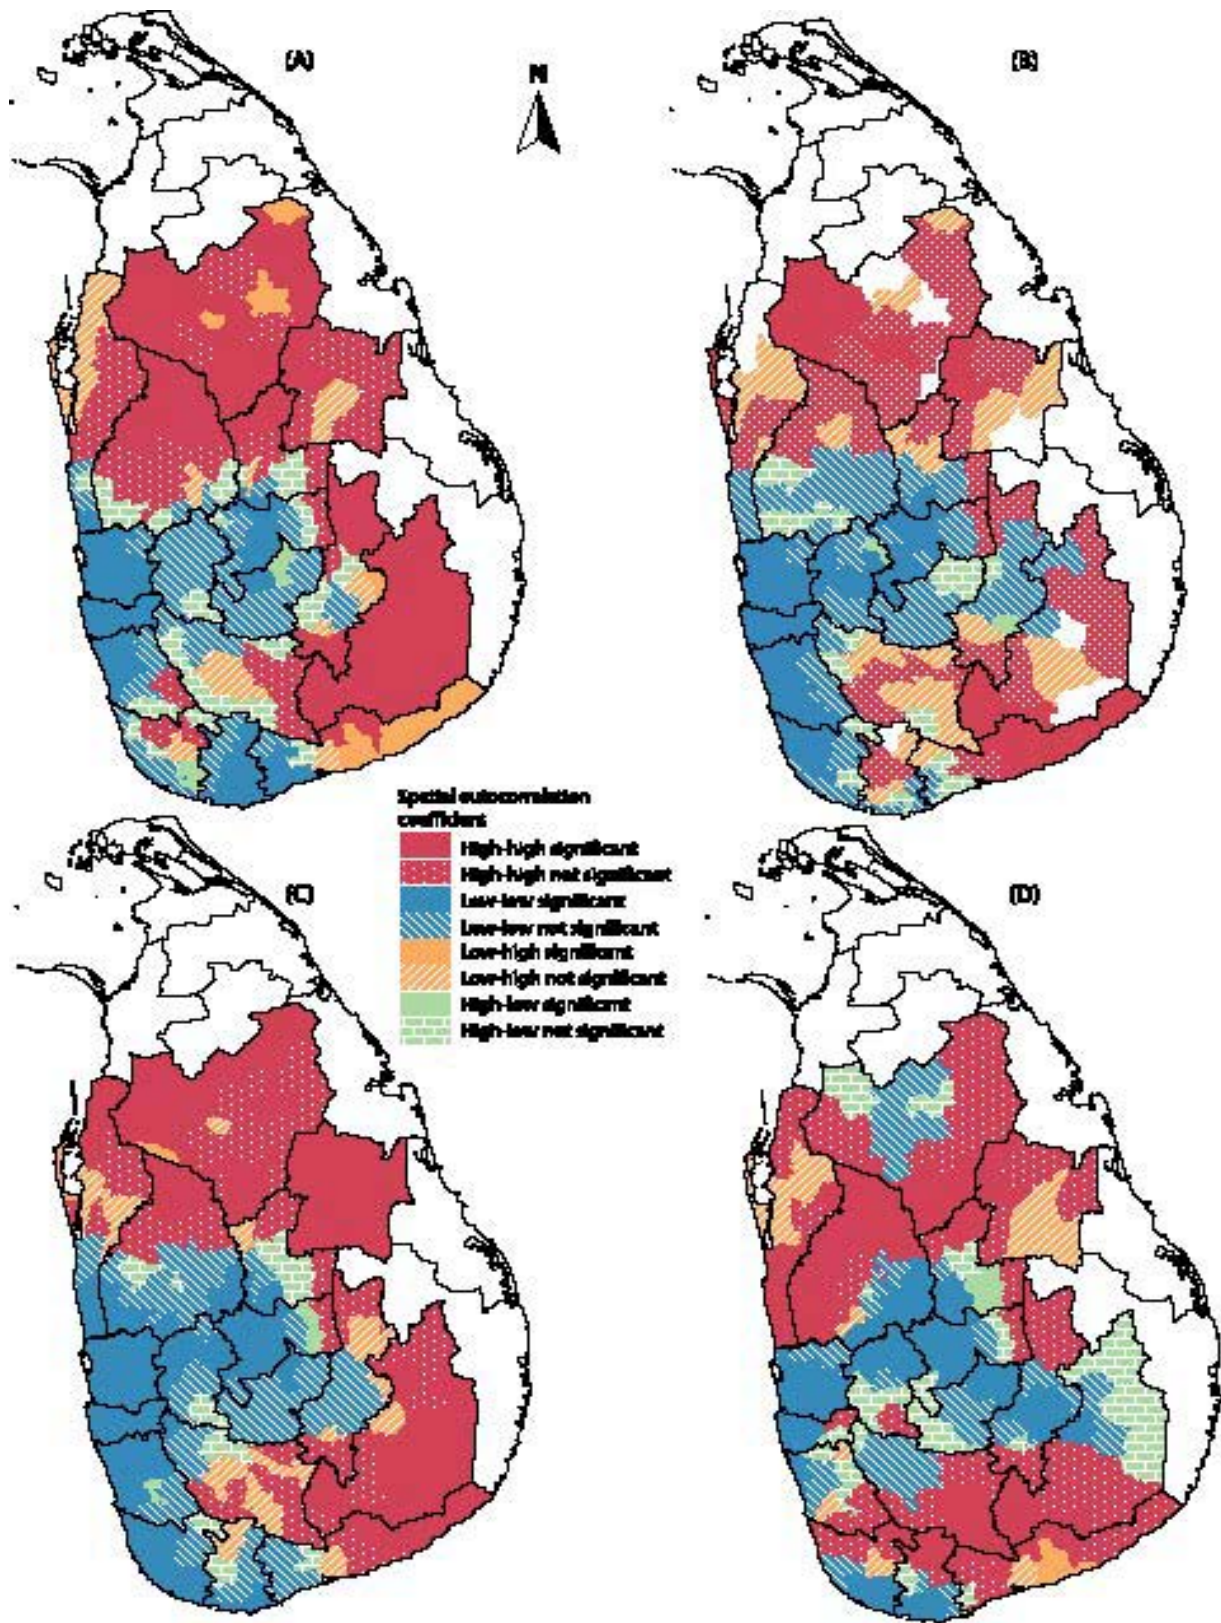 (A)
N
(B)
Spatial autocorrelation
coefficient
High-high significant
High-high not significant
Low-low significant
Low-low not significant
Low-high significant
Low-high not significant
High-low significant
High-low not significant
(C)
(D)